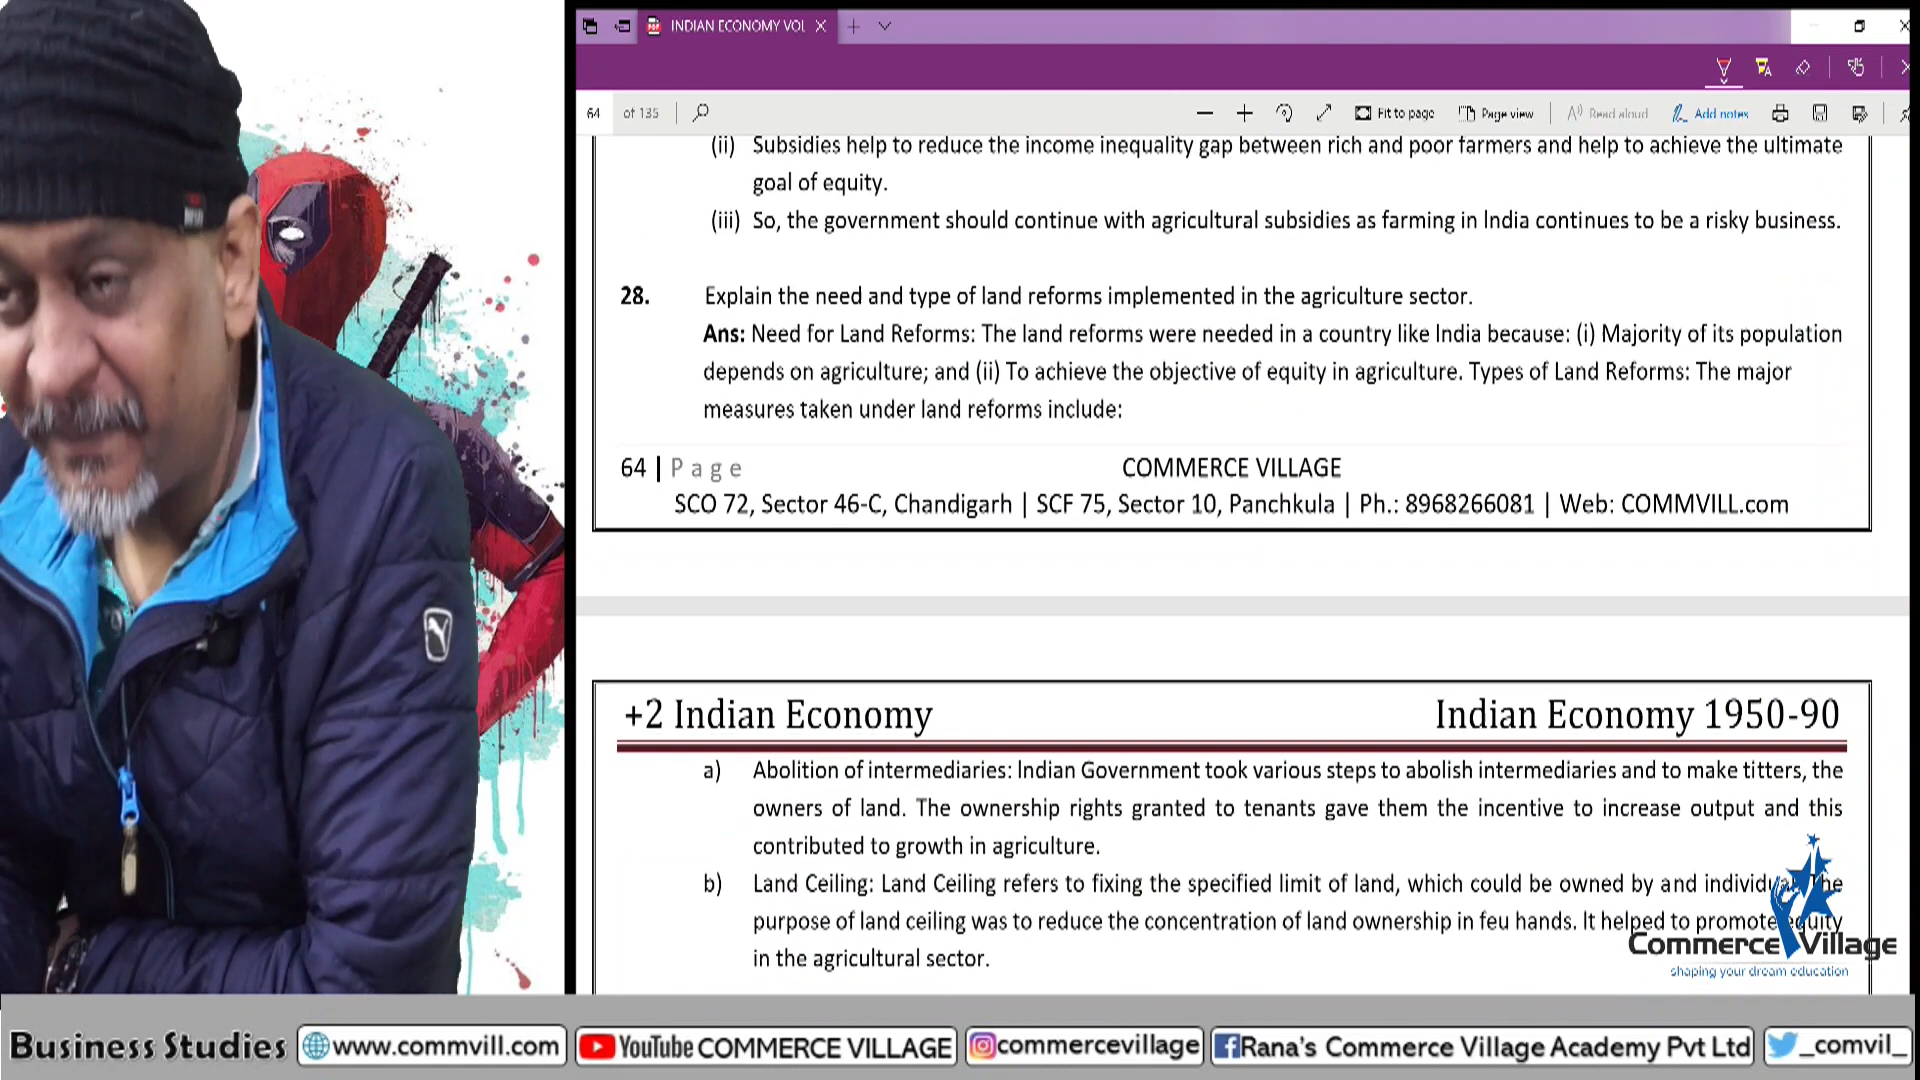 INDIAN ECONOMY VOL
64 of 135
Fit to page
Page view
Read aloud
Add notes
(ii) Subsidies help to reduce the income inequality gap between rich and poor farmers and help to achieve the ultimate
goal of equity.
(iii) So, the government should continue with agricultural subsidies as farming in India continues to be a risky business.
28. Explain the need and type of land reforms implemented in the agriculture sector.
Ans: Need for Land Reforms: The land reforms were needed in a country like India because: (i) Majority of its population
depends on agriculture; and (ii) To achieve the objective of equity in agriculture. Types of Land Reforms: The major
measures taken under land reforms include:
64 | Page COMMERCE VILLAGE
SCO 72, Sector 46-C, Chandigarh | SCF 75, Sector 10, Panchkula | Ph.: 8968266081 | Web: COMMVILL.com
+2 Indian Economy Indian Economy 1950-90
a) Abolition of intermediaries: Indian Government took various steps to abolish intermediaries and to make titters, the
owners of land. The ownership rights granted to tenants gave them the incentive to increase output and this
contributed to growth in agriculture.
b) Land Ceiling: Land Ceiling refers to fixing the specified limit of land, which could be owned by and
purpose of land ceiling was to reduce the concentration of land ownership in feu hands. It helped to promote equity
in the agricultural sector.
Commerce Village
shaping your dream education
Business Studies
www.commvill.com
YouTube COMMERCE VILLAGE
commercevillage
Rana's Commerce Village Academy Pvt Ltd
_comvil_